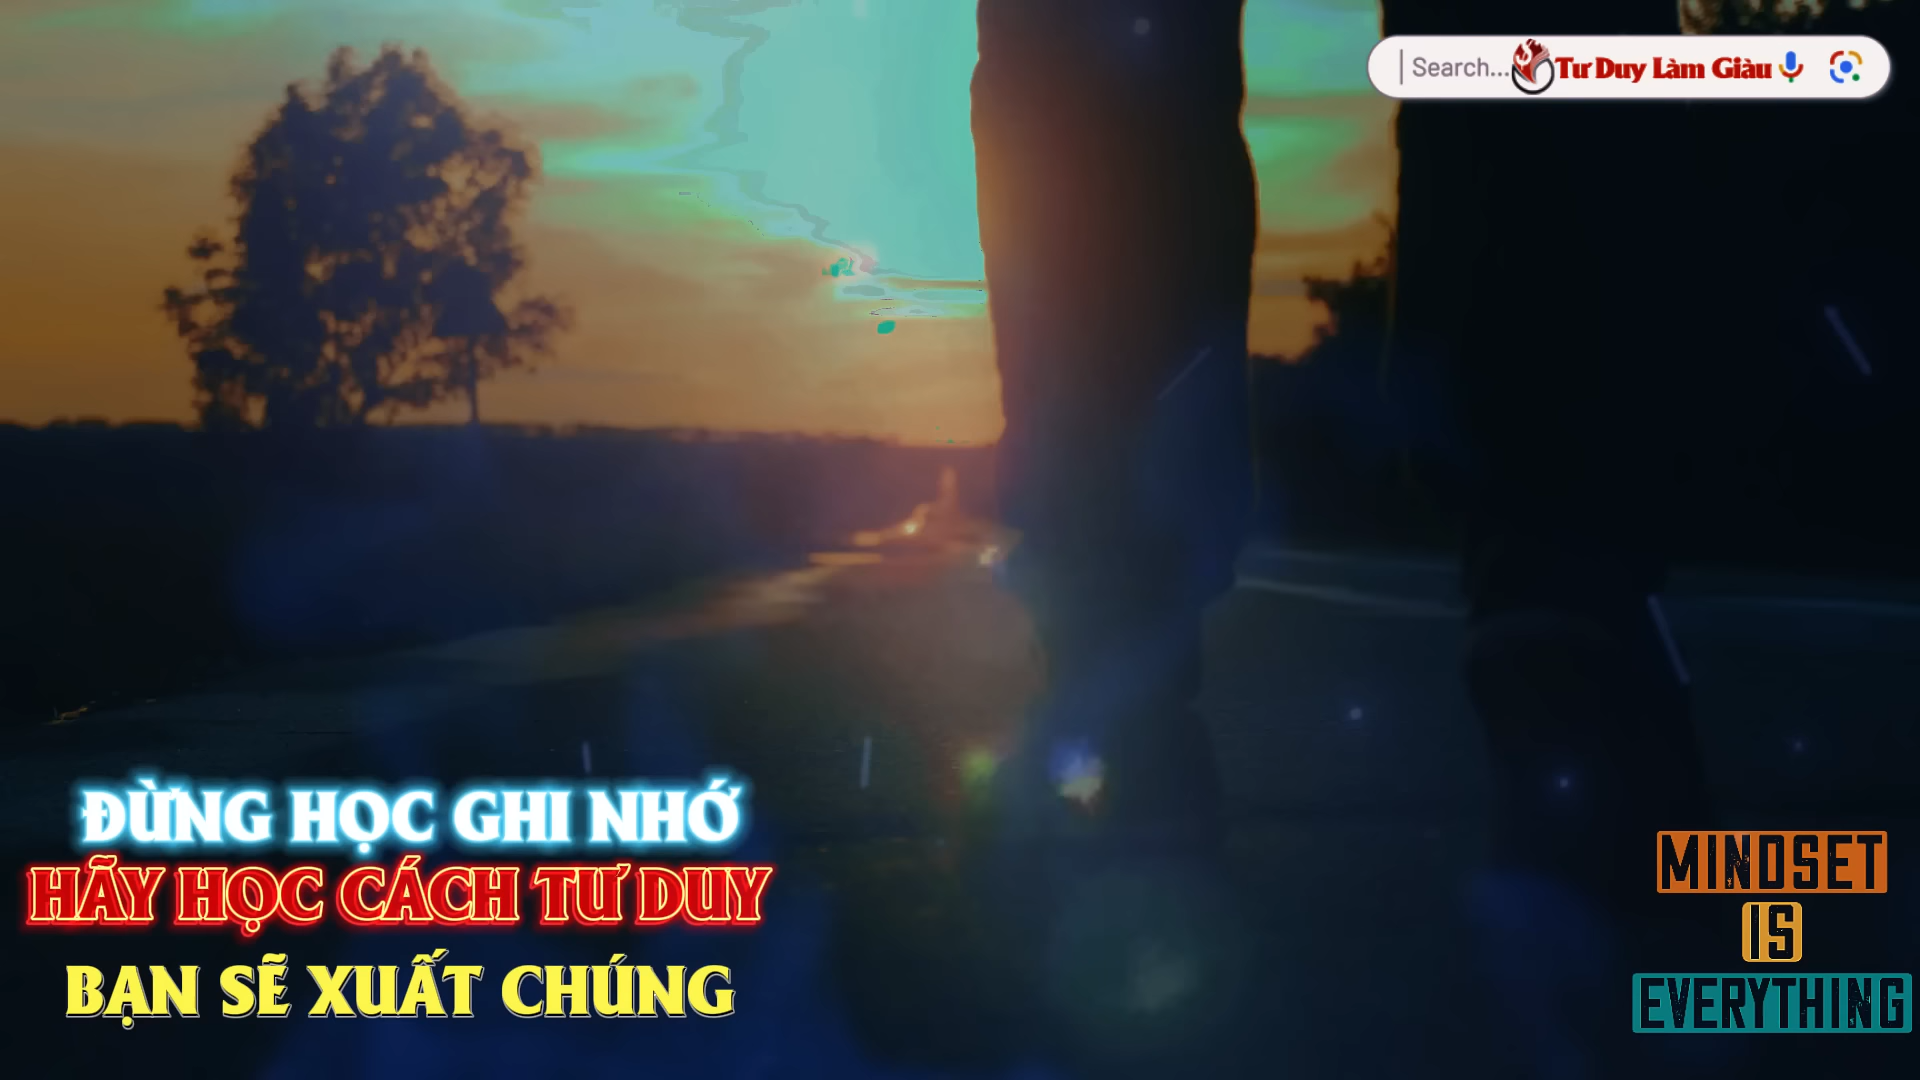 Search... Tư Duy Làm Giàu
ĐỪNG HỌC GHI NHỚ
HÃY HỌC CÁCH TƯ DUY
BẠN SẼ XUẤT CHÚNG
MINDSET
IS
EVERYTHING